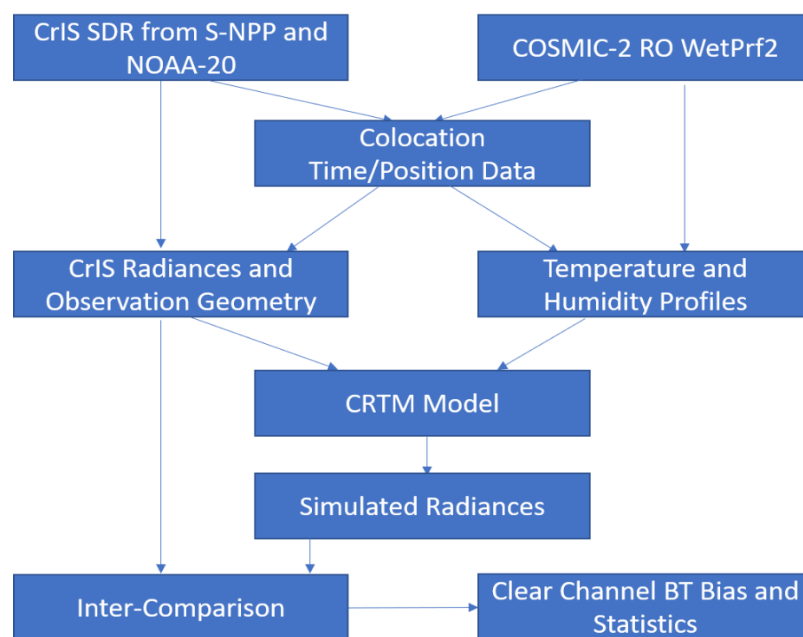 CrIS SDR from S-NPP and
NOAA-20
COSMIC-2 RO WetPrf2
Colocation
Time/Position Data
CrIS Radiances and
Observation Geometry
Temperature and
Humidity Profiles
CRTM Model
Simulated Radiances
Inter-Comparison
Clear Channel BT Bias and
Statistics